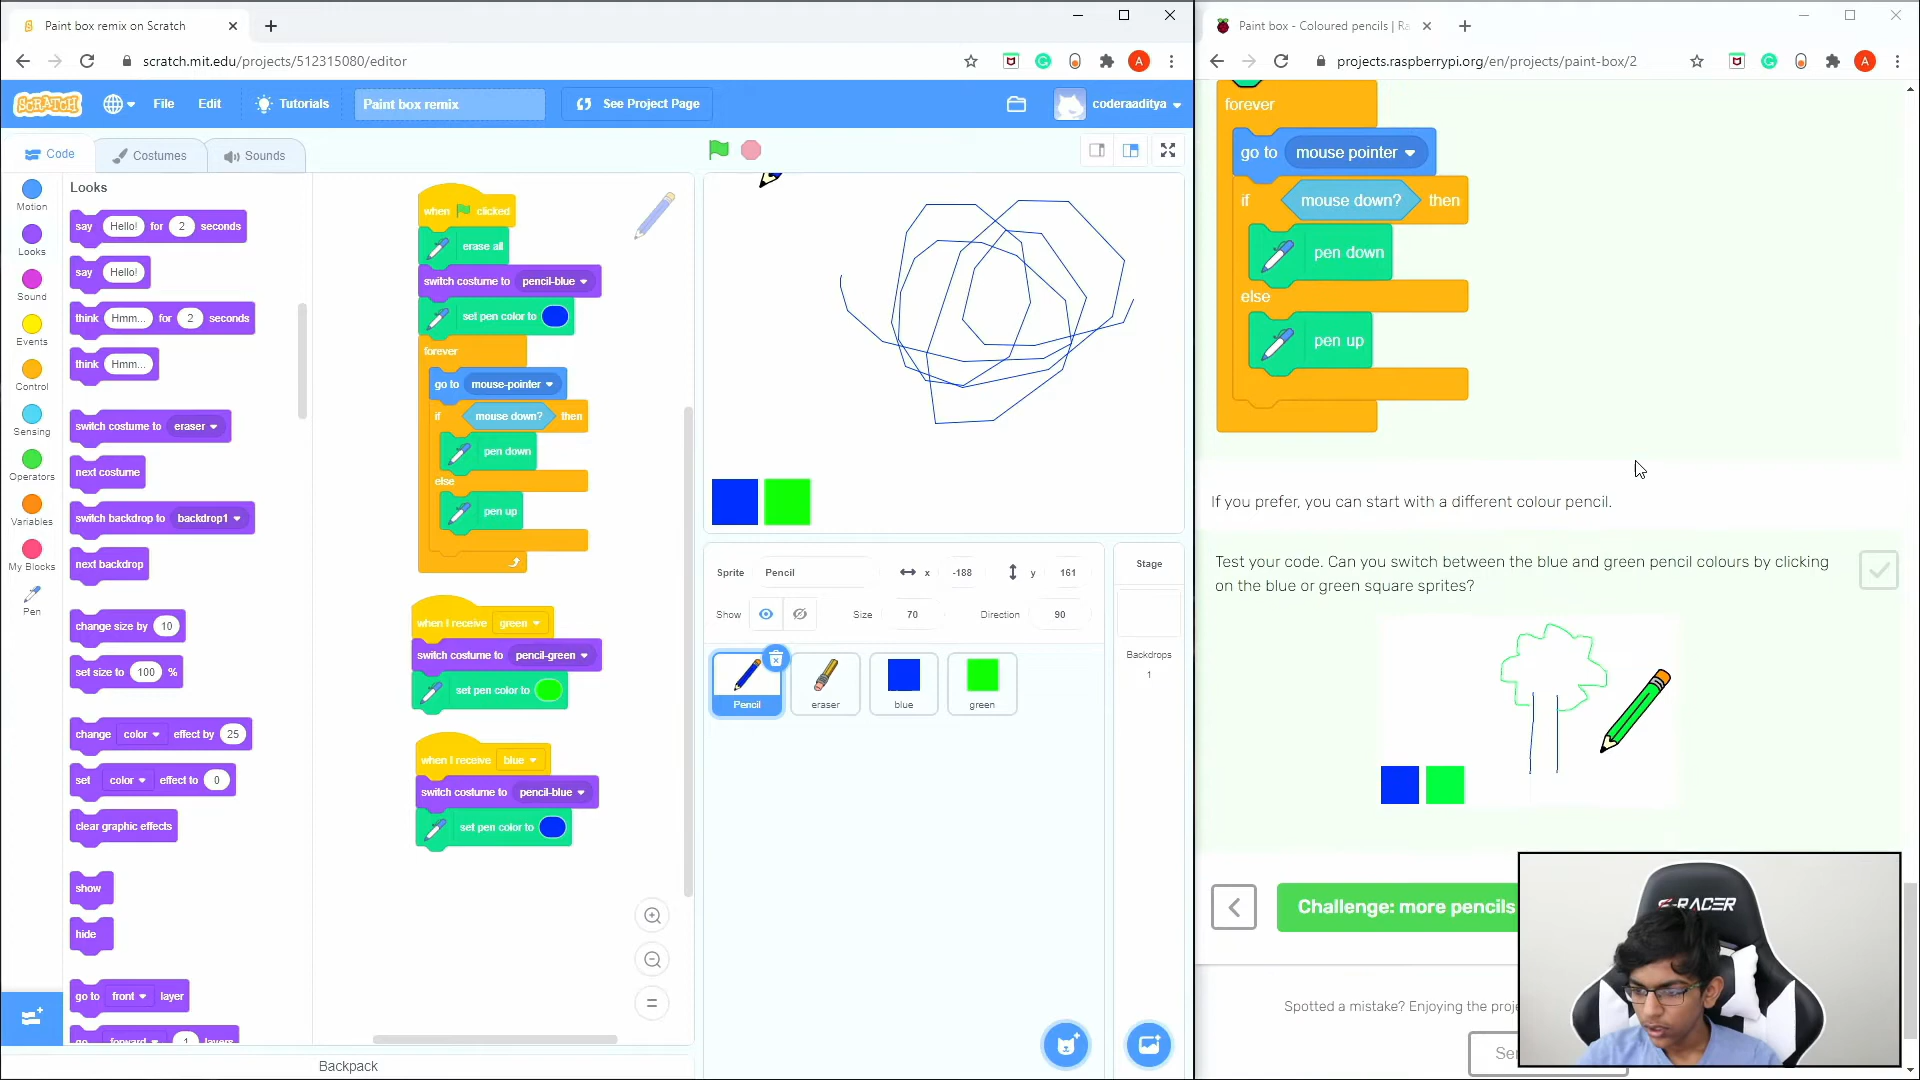 Paint box remix on Scratch
scratch.mit.edu/projects/512315080/editor
A
SCRATCH
File
Edit
Tutorials
Paint box remix
See Project Page
coderaaditya
Code
Costumes
Sounds
Motion
Looks
Sound
Events
Control
Sensing
Operators
Variables
My Blocks
Pen
Looks
say Hello! for 2 seconds
say Hello!
think Hmm... for 2 seconds
think Hmm...
switch costume to eraser
next costume
switch backdrop to backdrop1
next backdrop
change size by 10
set size to 100 %
change color effect by 25
set color effect to 0
clear graphic effects
show
hide
go to front layer
go forward 1 layers
when clicked
erase all
switch costume to pencil-blue
set pen color to
forever
go to mouse-pointer
if mouse down? then
pen down
else
pen up
when I receive green
switch costume to pencil-green
set pen color to
when I receive blue
switch costume to pencil-blue
set pen color to
Backpack
Sprite Pencil x -188 y 161
Show Size 70 Direction 90
Pencil
eraser
blue
green
Stage
Backdrops
1
Paint box - Coloured pencils |
projects.raspberrypi.org/en/projects/paint-box/2
A
forever
go to mouse pointer
if mouse down? then
pen down
else
pen up
If you prefer, you can start with a different colour pencil.
Test your code. Can you switch between the blue and green pencil colours by clicking
on the blue or green square sprites?
Challenge: more pencils
Spotted a mistake? Enjoying the proje
Se
E-RACER